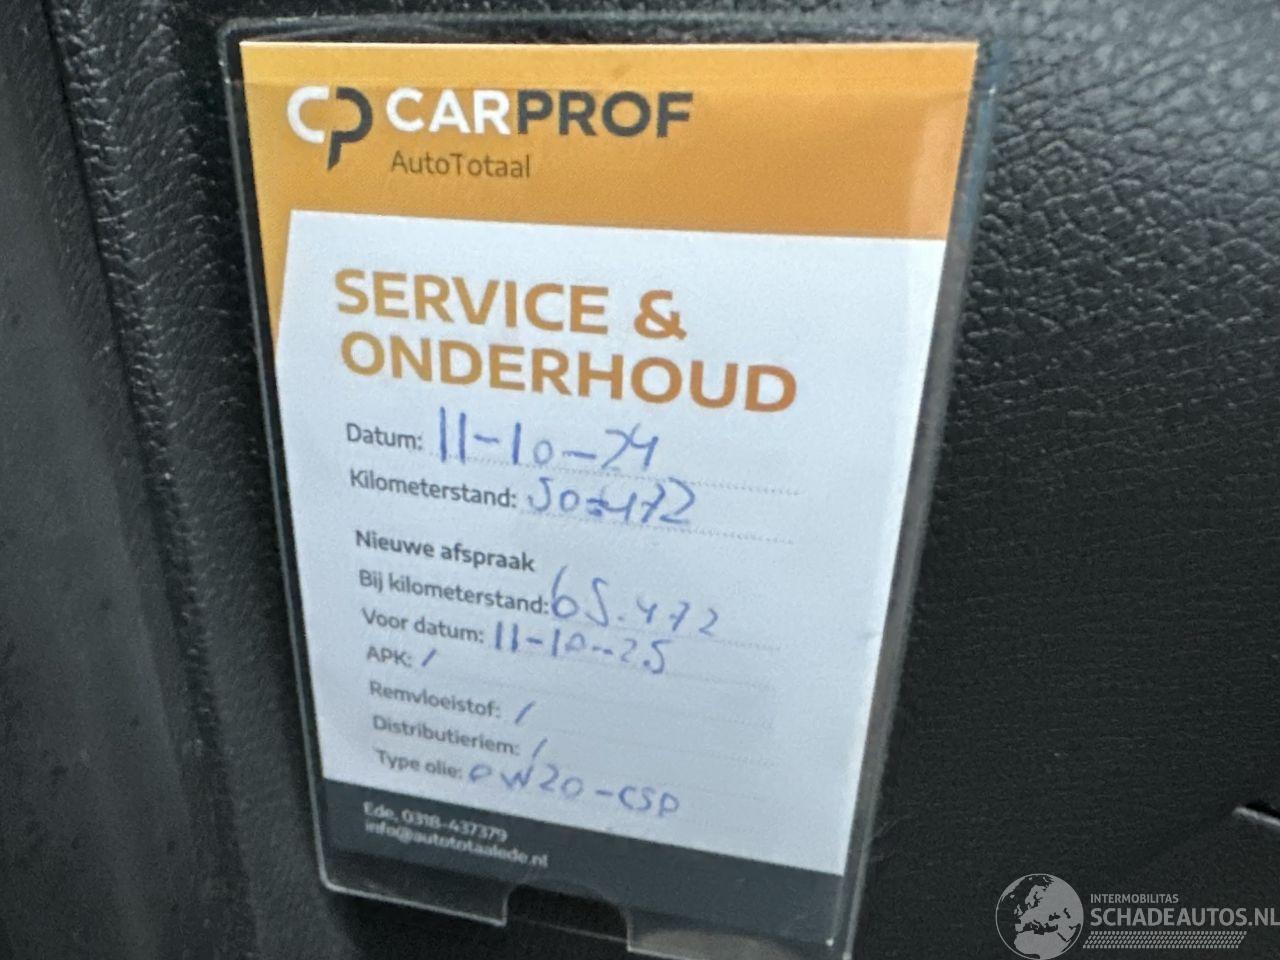 CP CARPROF
AutoTotaal
SERVICE &
ONDERHOUD
Datum: 11-10-24
Kilometerstand: 50.472
Nieuwe afspraak
Bij kilometerstand: 65.472
Voor datum: 11-10-25
APK: /
Remvloeistof: /
Distributieriem: /
Type olie: 0W20-C5P
Ede, 0318-437379
info@autototaalede.nl
INTERMOBILITAS
SCHADEAUTOS.NL